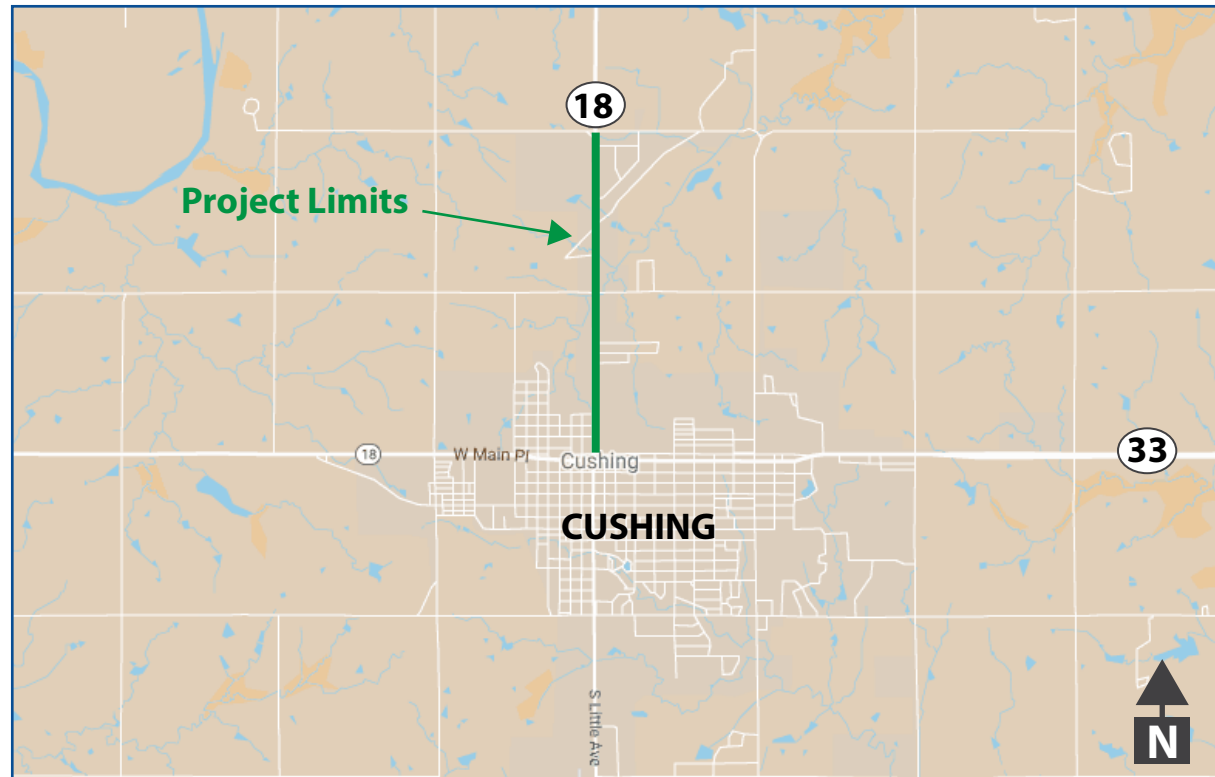 18
Project Limits
18
W Main Pl
Cushing
33
CUSHING
S Little Ave
N